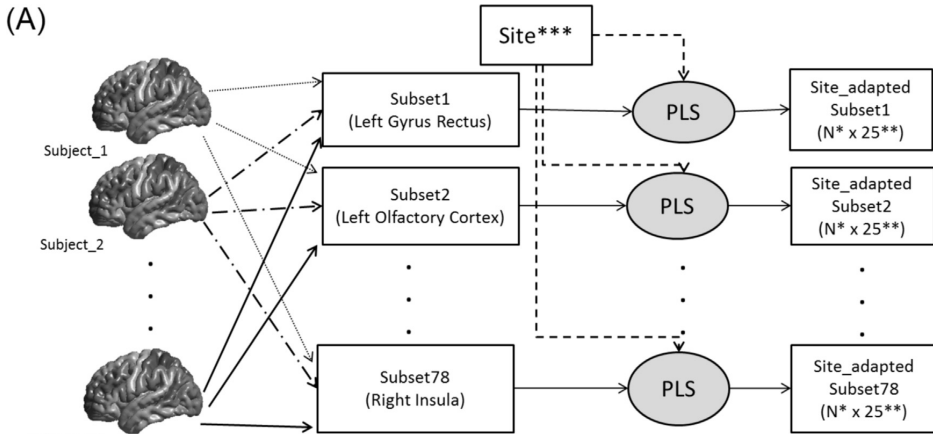 (A)
Site***
Subject_1
Subset1
(Left Gyrus Rectus)
PLS
Site_adapted
Subset1
(N* x 25**)
Subject_2
Subset2
(Left Olfactory Cortex)
PLS
Site_adapted
Subset2
(N* x 25**)
Subset78
(Right Insula)
PLS
Site_adapted
Subset78
(N* x 25**)